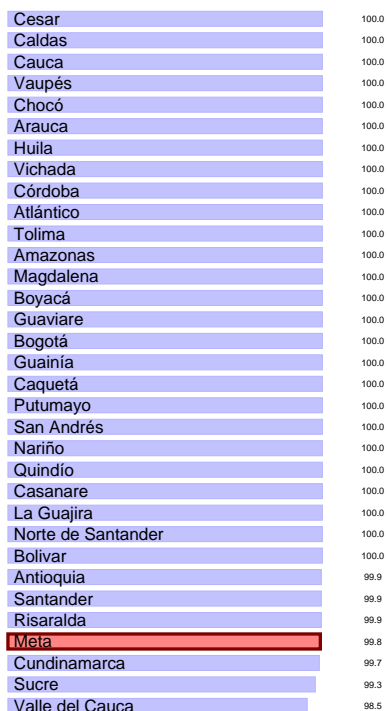 Cesar 100.0
Caldas 100.0
Cauca 100.0
Vaupés 100.0
Chocó 100.0
Arauca 100.0
Huila 100.0
Vichada 100.0
Córdoba 100.0
Atlántico 100.0
Tolima 100.0
Amazonas 100.0
Magdalena 100.0
Boyacá 100.0
Guaviare 100.0
Bogotá 100.0
Guainía 100.0
Caquetá 100.0
Putumayo 100.0
San Andrés 100.0
Nariño 100.0
Quindío 100.0
Casanare 100.0
La Guajira 100.0
Norte de Santander 100.0
Bolivar 100.0
Antioquia 99.9
Santander 99.9
Risaralda 99.9
Meta 99.8
Cundinamarca 99.7
Sucre 99.3
Valle del Cauca 98.5